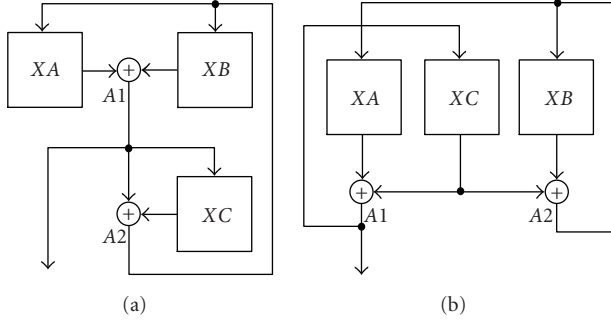 XA
+
XB
A1
XC
+
A2
(a)
XA
XC
XB
+
+
A1
A2
(b)